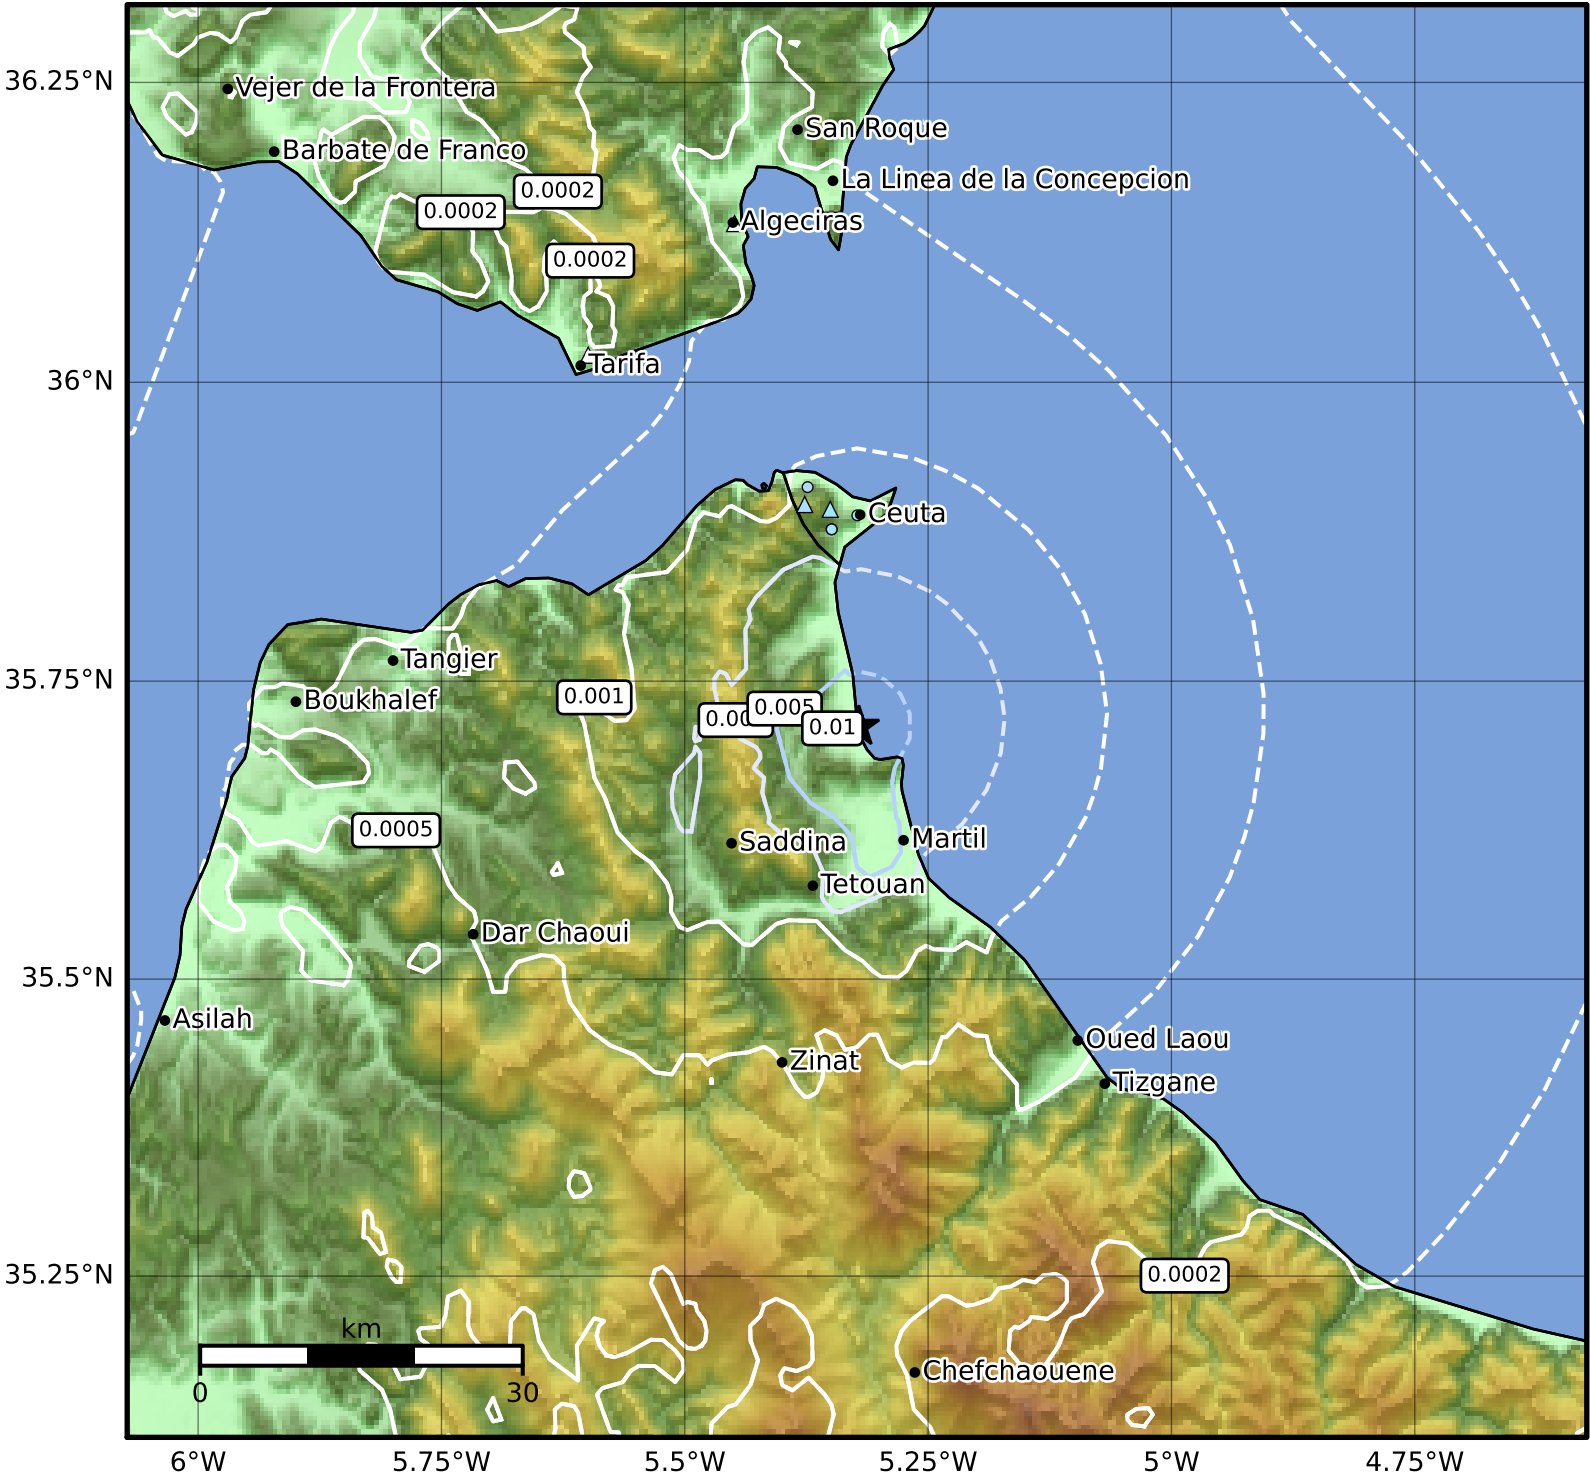 36.25°N
Vejer de la Frontera
San Roque
Barbate de Franco
La Linea de la Concepcion
0.0002
0.0002
Algeciras
0.0002
Tarifa
36°N
Ceuta
Tangier
35.75°N
Boukhalef
0.001
0.005
0.01
0.0005
Saddina
Martil
Tetouan
Dar Chaoui
35.5°N
Asilah
Oued Laou
Zinat
Tizgane
35.25°N
0.0002
km
0
30
Chefchaouene
6°W
5.75°W
5.5°W
5.25°W
5°W
4.75°W